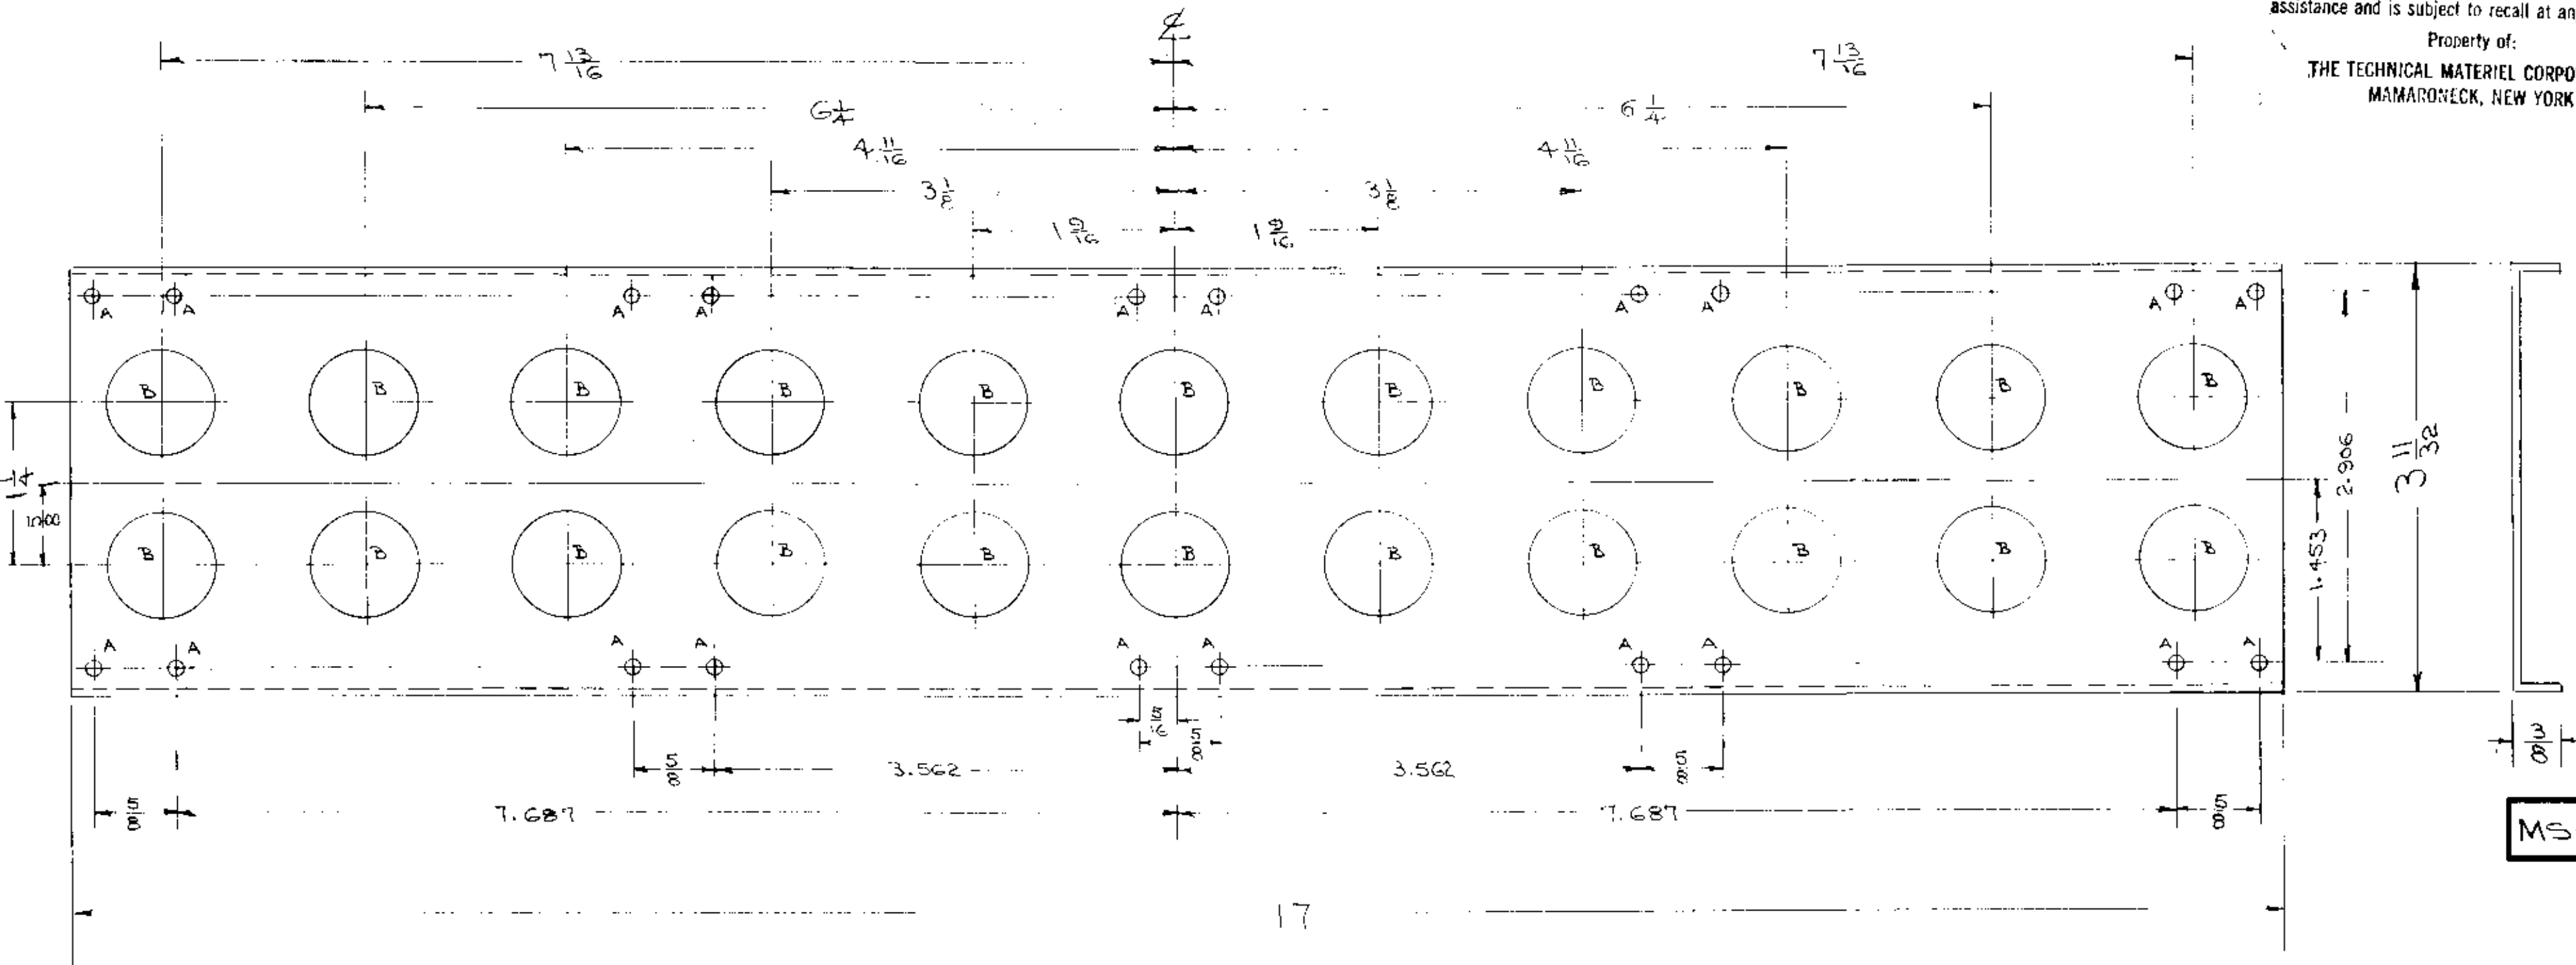 assistance and is subject to recall at an
Property of:
THE TECHNICAL MATERIEL CORPO
MAMARONECK, NEW YORK
℄
7 13/16 7 13/16
6 1/4 6 1/4
4 11/16 4 11/16
3 1/8 3 1/8
1 9/16 1 9/16
A A A A A A A A A A
B B B B B B B B B B B
1 1/4 5/8 1.453 2.906 3 11/32
B B B B B B B B B B B
A A A A A A A A A A
5/16 5/8 3/8
5/8 3.562 3.562 5/8
5/8 7.687 7.687 5/8
MS
17